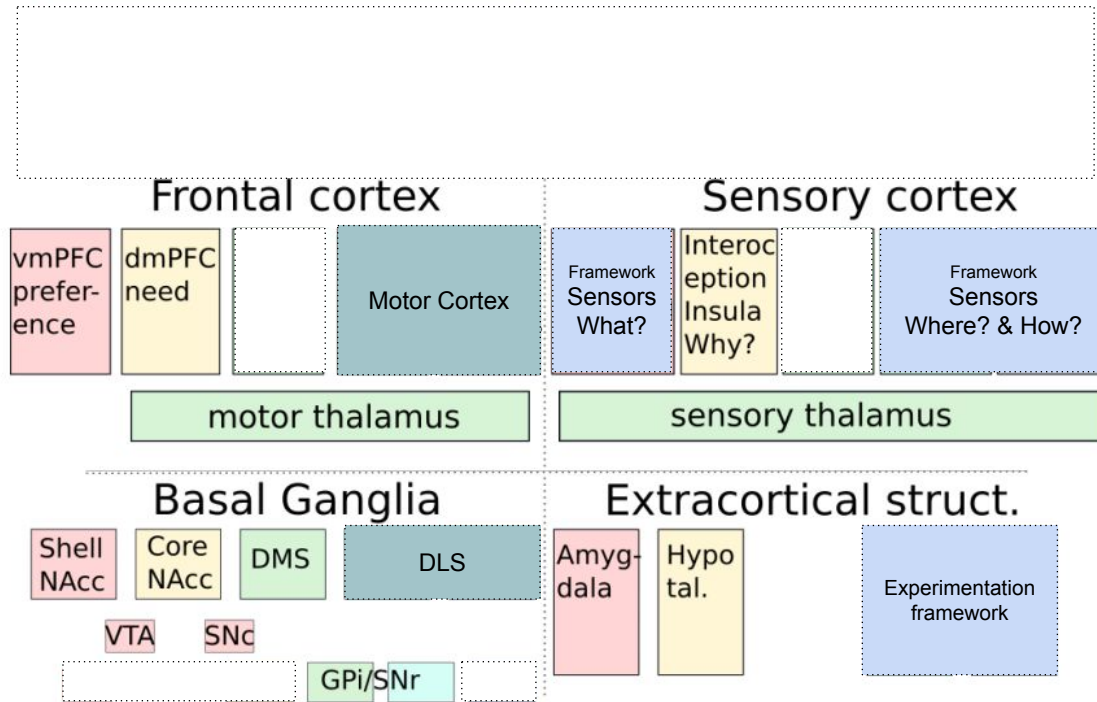 Frontal cortex
Sensory cortex
vmPFC
prefer-
ence
dmPFC
need
Motor Cortex
Framework
Sensors
What?
Interoc
eption
Insula
Why?
Framework
Sensors
Where? & How?
motor thalamus
sensory thalamus
Basal Ganglia
Extracortical struct.
Shell
NAcc
Core
NAcc
DMS
DLS
Amyg-
dala
Hypo
tal.
Experimentation
framework
VTA
SNc
GPi/SNr